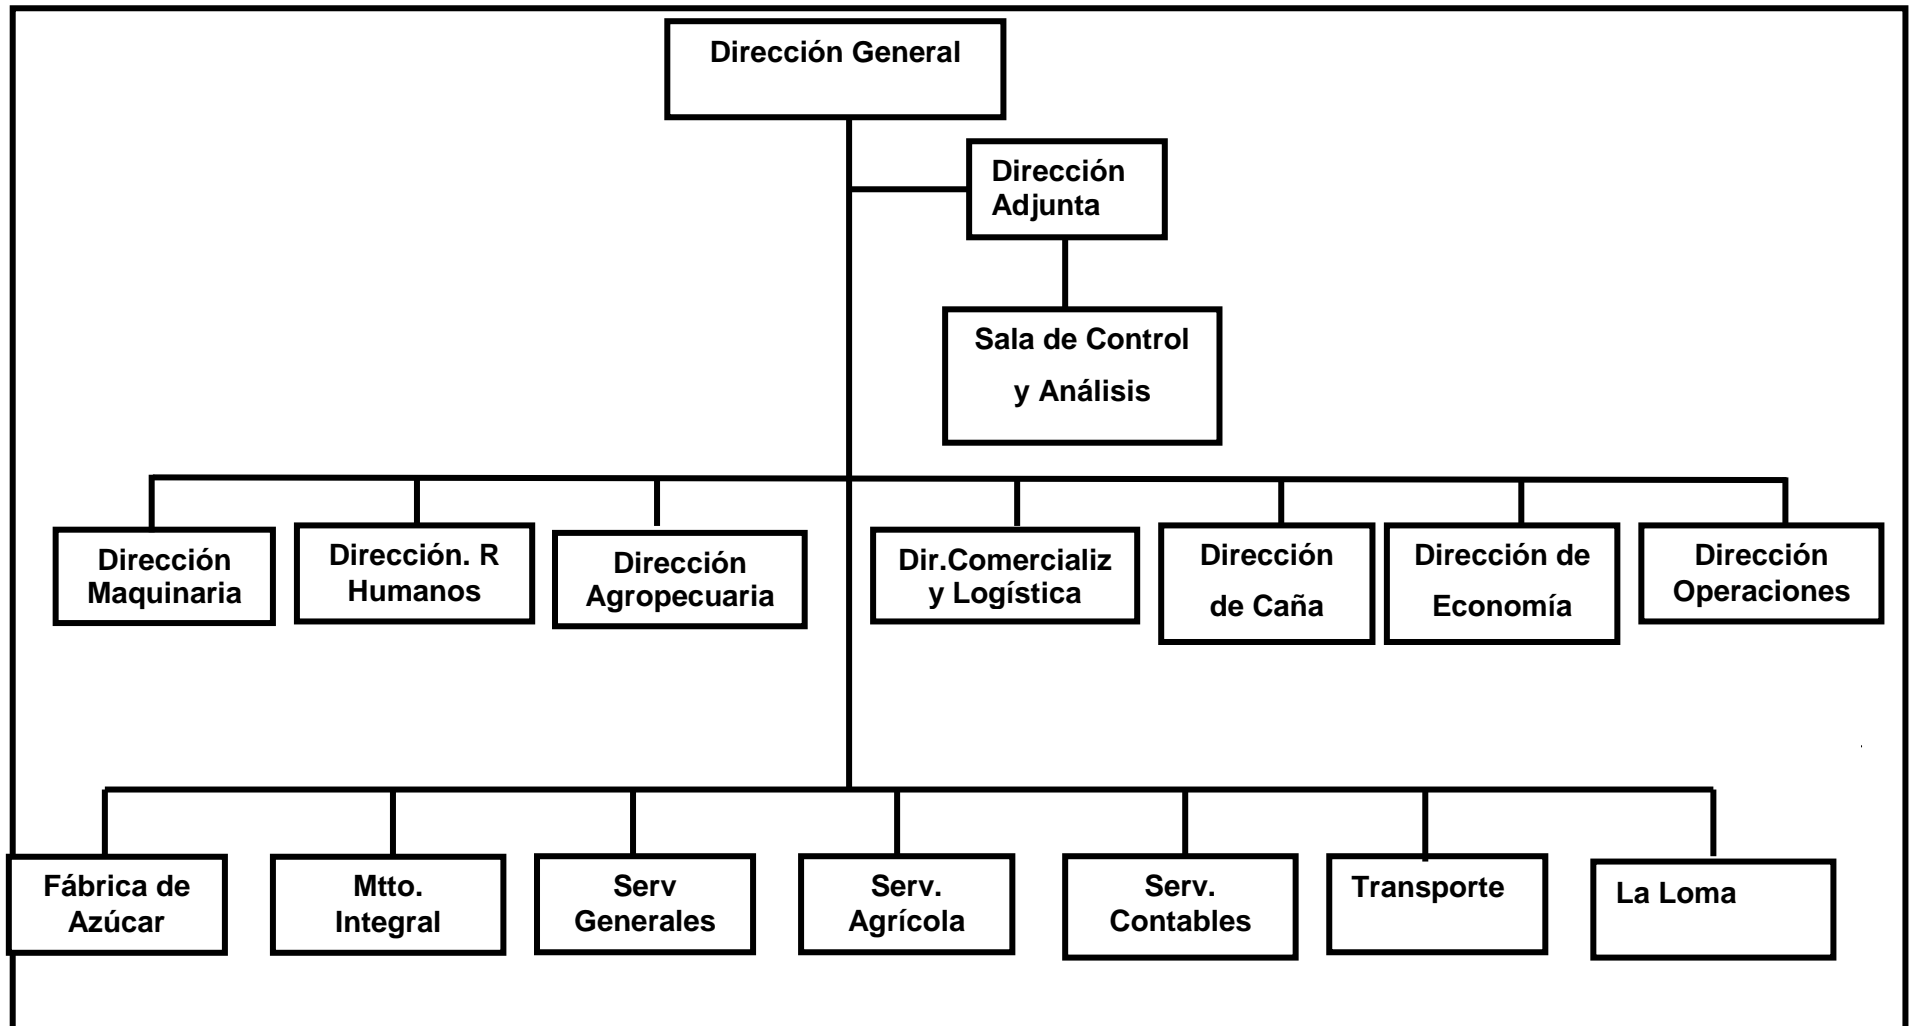 Dirección General
Dirección
Adjunta
Sala de Control
y Análisis
Dirección
Maquinaria
Dirección. R
Humanos
Dirección
Agropecuaria
Dir.Comercializ
y Logística
Dirección
de Caña
Dirección de
Economía
Dirección
Operaciones
Fábrica de
Azúcar
Mtto.
Integral
Serv
Generales
Serv.
Agrícola
Serv.
Contables
Transporte
La Loma